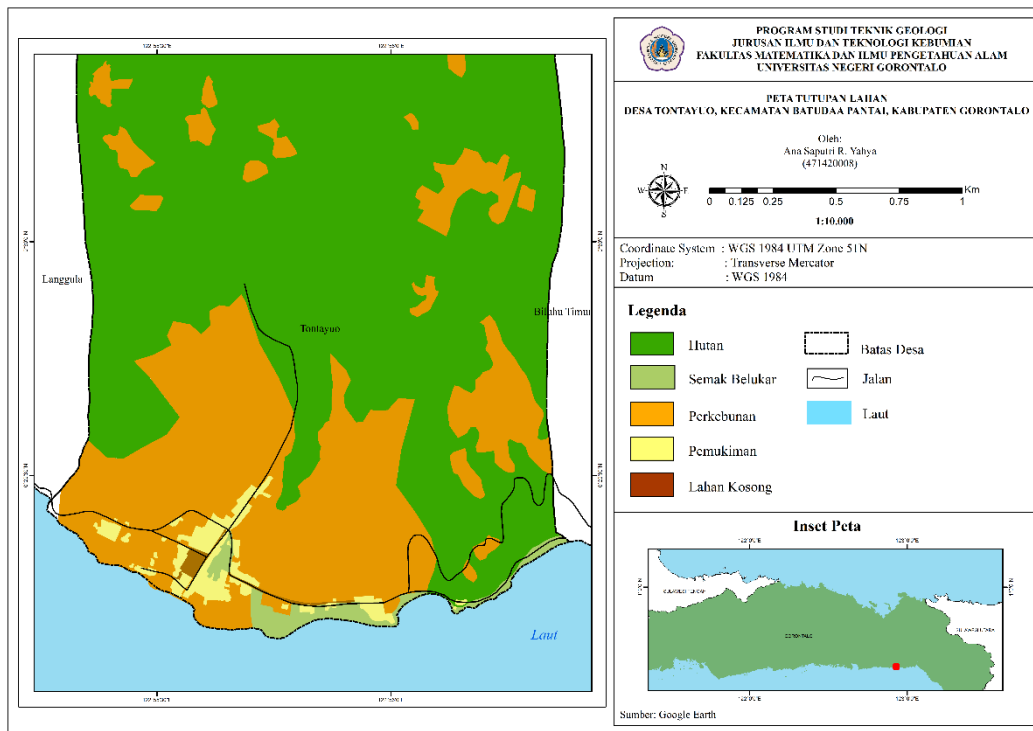 PROGRAM STUDI TEKNIK GEOLOGI
JURUSAN ILMU DAN TEKNOLOGI KEBUMIAN
FAKULTAS MATEMATIKA DAN ILMU PENGETAHUAN ALAM
UNIVERSITAS NEGERI GORONTALO
PETA TUTUPAN LAHAN
DESA TONTAYUO, KECAMATAN BATUDAA PANTAI, KABUPATEN GORONTALO
Oleh:
Ana Saputri R. Yahya
(471420008)
N
W
S
0 0.125 0.25 0.5 0.75 1 Km
1:10.000
Coordinate System : WGS 1984 UTM Zone 51N
Projection: : Transverse Mercator
Datum : WGS 1984
Legenda
Hutan
Semak Belukar
Perkebunan
Pemukiman
Lahan Kosong
Batas Desa
Jalan
Laut
Inset Peta
GORONTALO
Sumber: Google Earth
Langgula
Tontayuo
Biluhu Timur
Laut